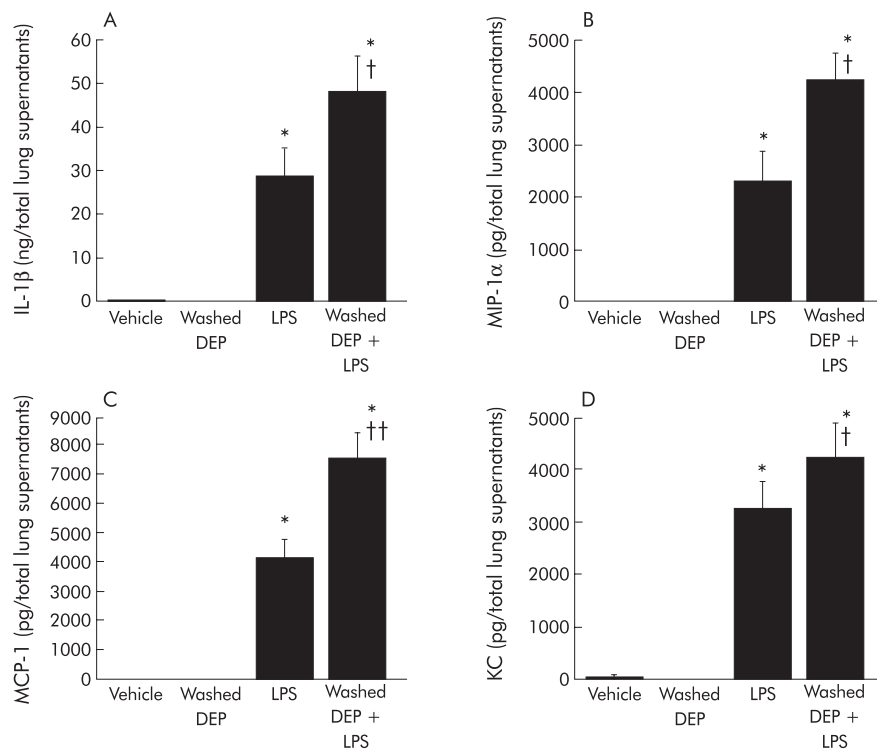 A
IL-1β (ng/total lung supernatants)
60
50
40
30
20
10
0
*
*
†
Vehicle
Washed
DEP
LPS
Washed
DEP +
LPS
B
MIP-1α (pg/total lung supernatants)
5000
4000
3000
2000
1000
0
*
*
†
Vehicle
Washed
DEP
LPS
Washed
DEP +
LPS
C
MCP-1 (pg/total lung supernatants)
9000
8000
7000
6000
5000
4000
3000
2000
1000
0
*
*
††
Vehicle
Washed
DEP
LPS
Washed
DEP +
LPS
D
KC (pg/total lung supernatants)
5000
4000
3000
2000
1000
0
*
*
†
Vehicle
Washed
DEP
LPS
Washed
DEP +
LPS